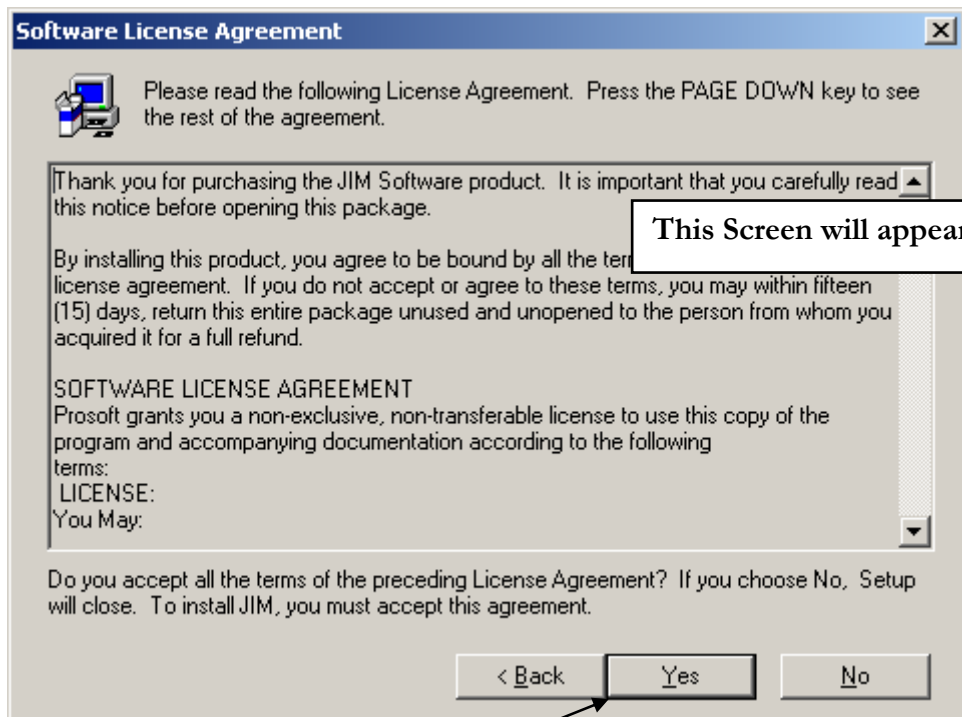 Software License Agreement
Please read the following License Agreement. Press the PAGE DOWN key to see
the rest of the agreement.
Thank you for purchasing the JIM Software product. It is important that you carefully read
this notice before opening this package.
This Screen will appear
By installing this product, you agree to be bound by all the
license agreement. If you do not accept or agree to these terms, you may within fifteen
(15) days, return this entire package unused and unopened to the person from whom you
acquired it for a full refund.
SOFTWARE LICENSE AGREEMENT
Prosoft grants you a non-exclusive, non-transferable license to use this copy of the
program and accompanying documentation according to the following
terms:
LICENSE:
You May:
Do you accept all the terms of the preceding License Agreement? If you choose No, Setup
will close. To install JIM, you must accept this agreement.
< Back
Yes
No